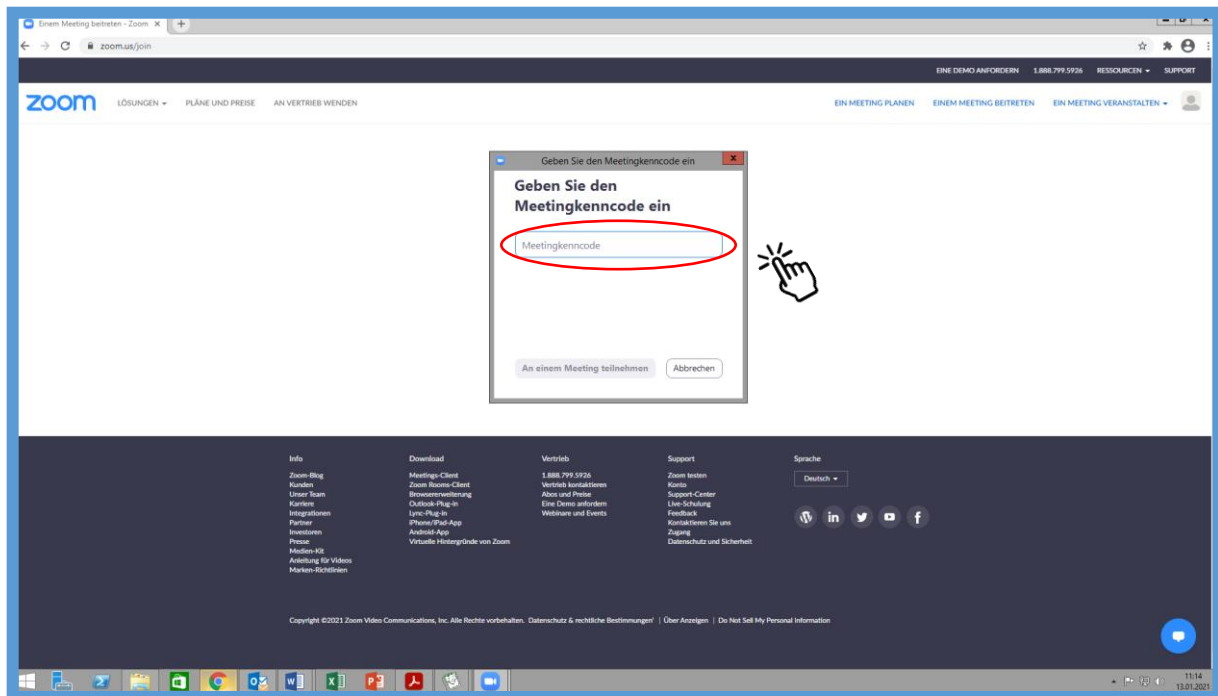 Einem Meeting beitreten - Zoom
zoom.us/join
EINE DEMO ANFORDERN 1.888.799.5926 RESSOURCEN SUPPORT
zoom LÖSUNGEN PLÄNE UND PREISE AN VERTRIEB WENDEN EIN MEETING PLANEN EINEM MEETING BEITRETEN EIN MEETING VERANSTALTEN
Geben Sie den Meetingkenncode ein
Geben Sie den
Meetingkenncode ein
Meetingkenncode
An einem Meeting teilnehmen Abbrechen
Info
Zoom-Blog
Kunden
Unser Team
Karriere
Integrationen
Partner
Investoren
Presse
Medien-Kit
Anleitung für Videos
Marken-Richtlinien
Download
Meetings-Client
Zoom Rooms-Client
Browsererweiterung
Outlook-Plug-in
Lync-Plug-in
iPhone/iPad-App
Android-App
Virtuelle Hintergründe von Zoom
Vertrieb
1.888.799.5926
Vertrieb kontaktieren
Abos und Preise
Eine Demo anfordern
Webinare und Events
Support
Zoom testen
Konto
Support-Center
Live-Schulung
Feedback
Kontaktieren Sie uns
Zugang
Datenschutz und Sicherheit
Sprache
Deutsch
Copyright ©2021 Zoom Video Communications, Inc. Alle Rechte vorbehalten. Datenschutz & rechtliche Bestimmungen' | Über Anzeigen | Do Not Sell My Personal Information
11:14
13.01.2021